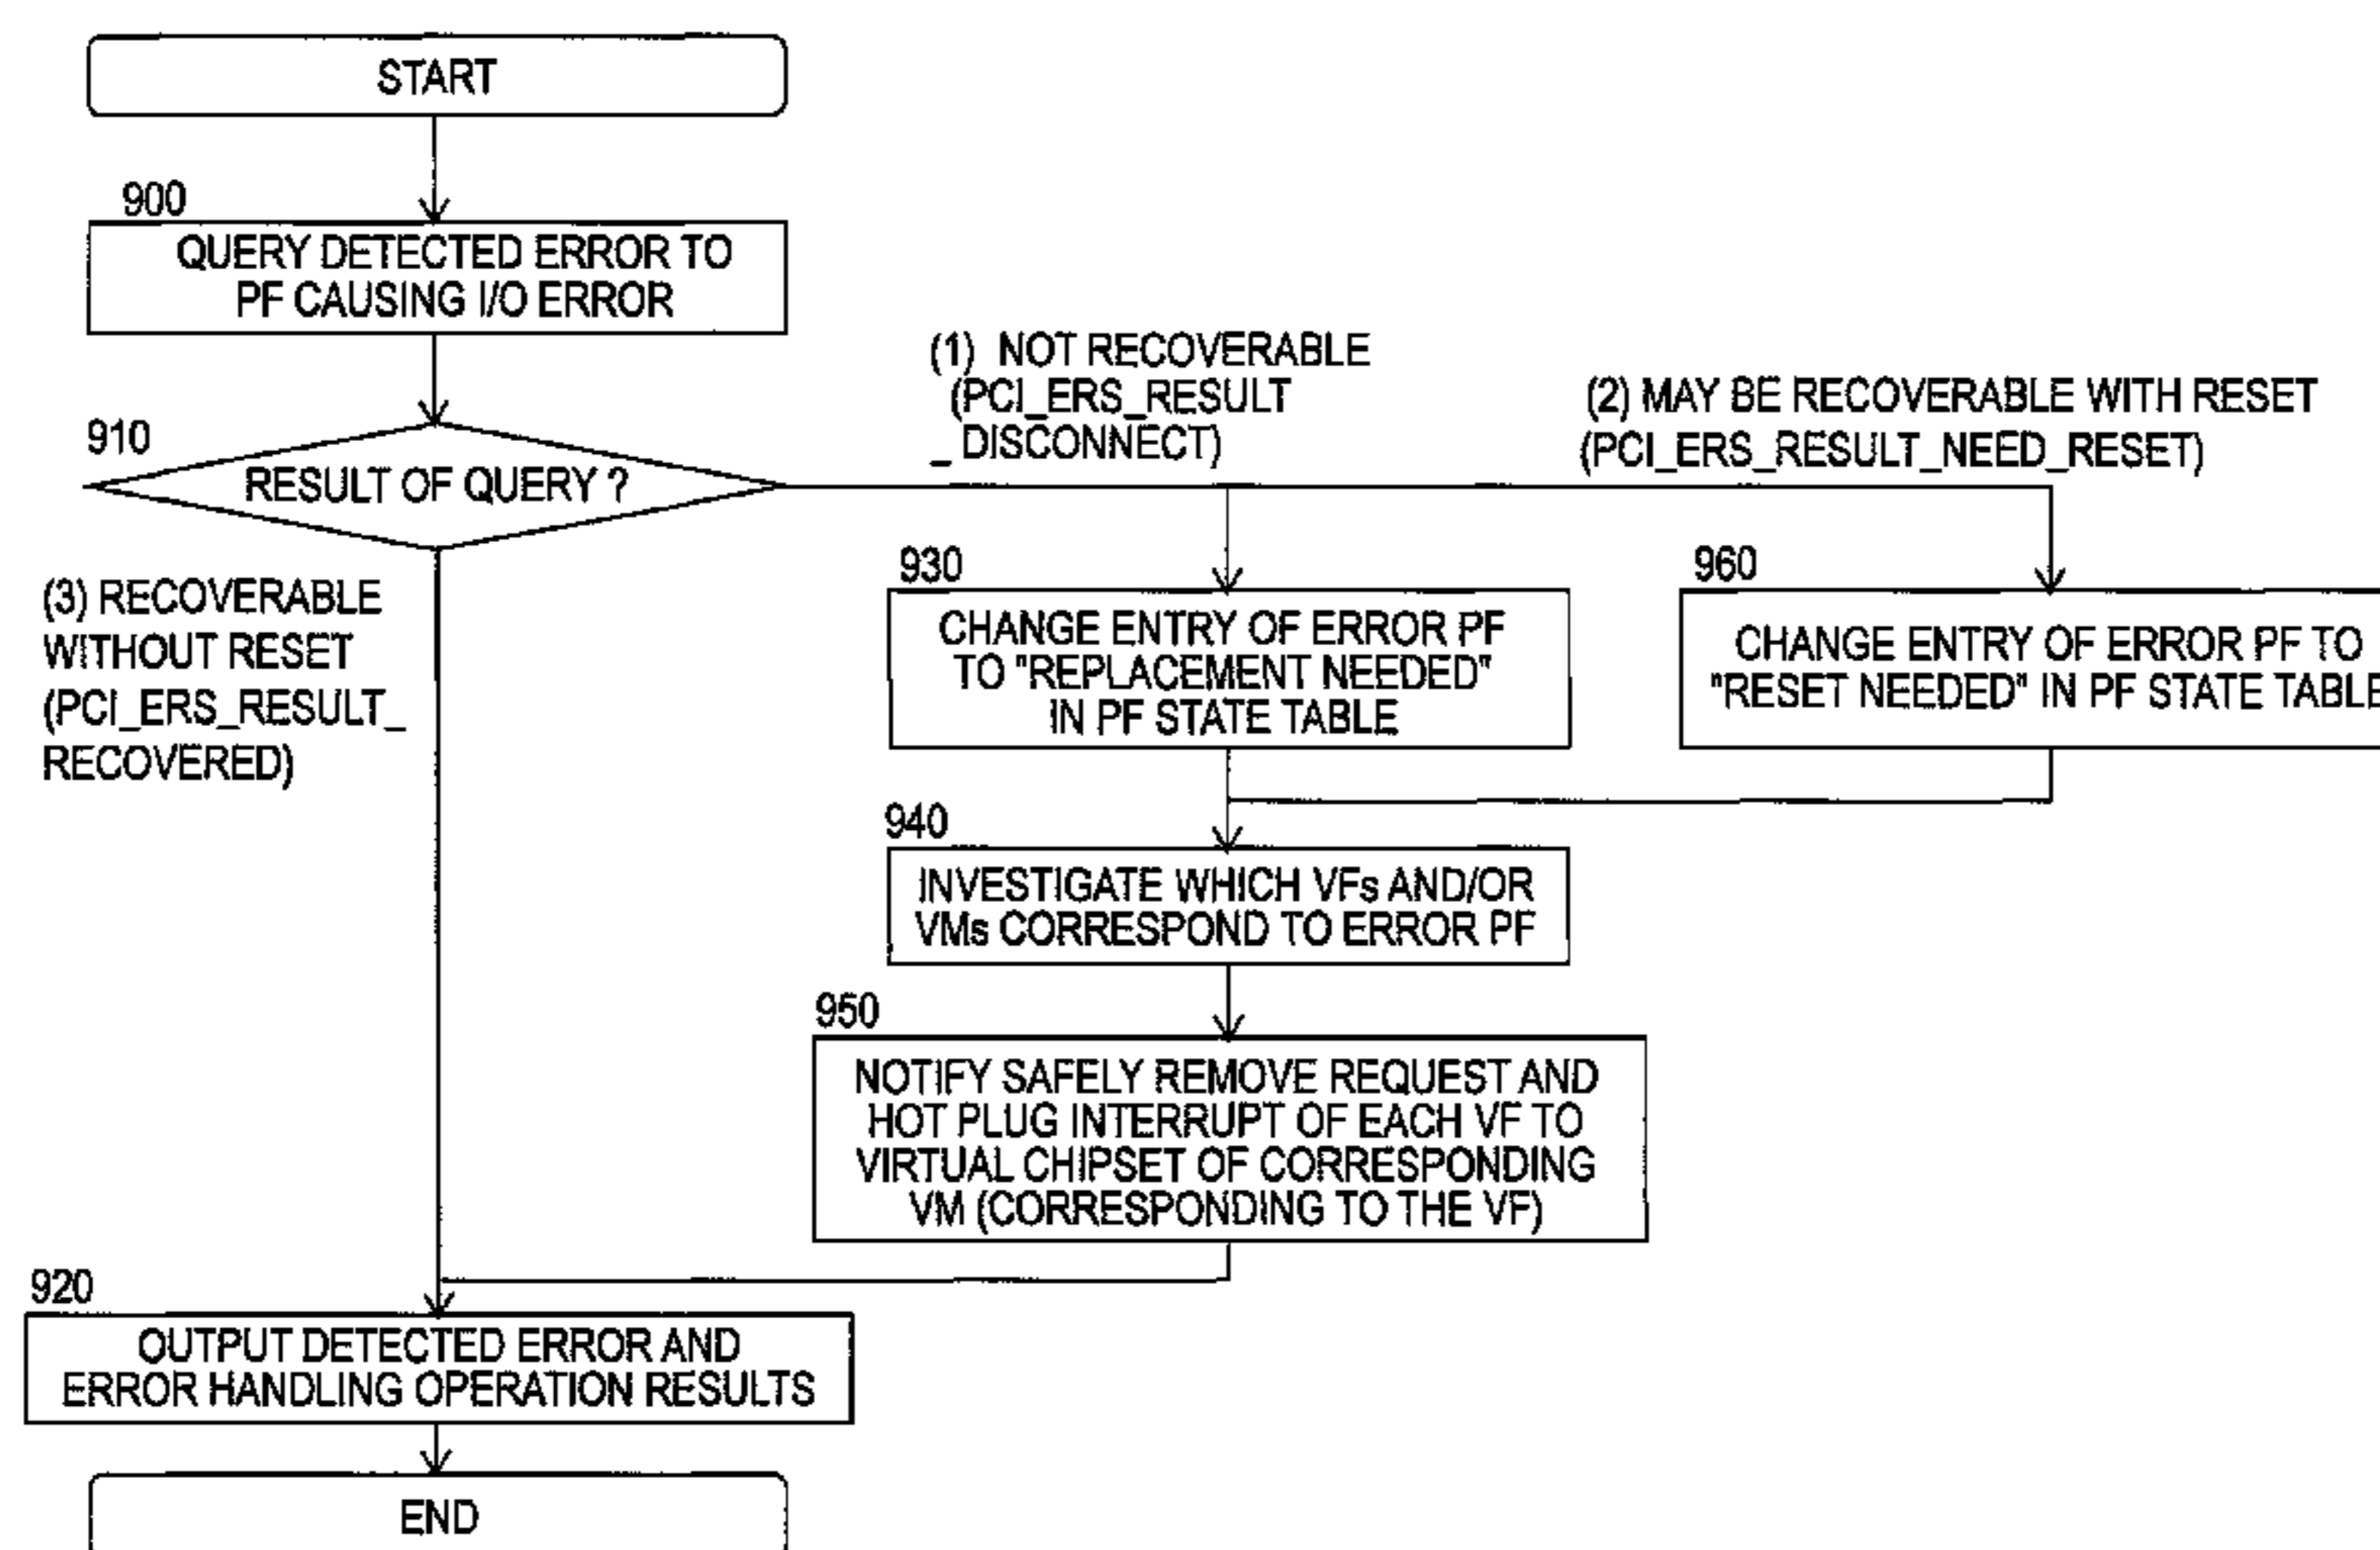 START
900
QUERY DETECTED ERROR TO
PF CAUSING I/O ERROR
910
RESULT OF QUERY ?
(1) NOT RECOVERABLE
(PCI_ERS_RESULT
_ DISCONNECT)
(2) MAY BE RECOVERABLE WITH RESET
(PCI_ERS_RESULT_NEED_RESET)
(3) RECOVERABLE
WITHOUT RESET
(PCI_ERS_RESULT_
RECOVERED)
930
CHANGE ENTRY OF ERROR PF
TO "REPLACEMENT NEEDED"
IN PF STATE TABLE
960
CHANGE ENTRY OF ERROR PF TO
"RESET NEEDED" IN PF STATE TABLE
940
INVESTIGATE WHICH VFs AND/OR
VMs CORRESPOND TO ERROR PF
950
NOTIFY SAFELY REMOVE REQUEST AND
HOT PLUG INTERRUPT OF EACH VF TO
VIRTUAL CHIPSET OF CORRESPONDING
VM (CORRESPONDING TO THE VF)
920
OUTPUT DETECTED ERROR AND
ERROR HANDLING OPERATION RESULTS
END